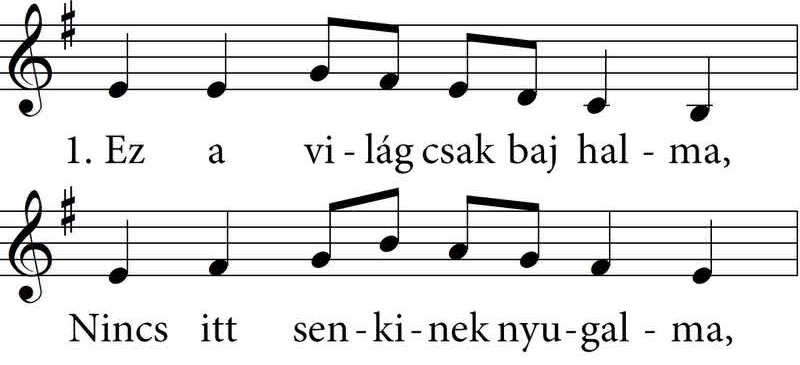 1. Ez a vi - lág csak baj hal - ma,
Nincs itt sen - ki - nek nyu - gal - ma,